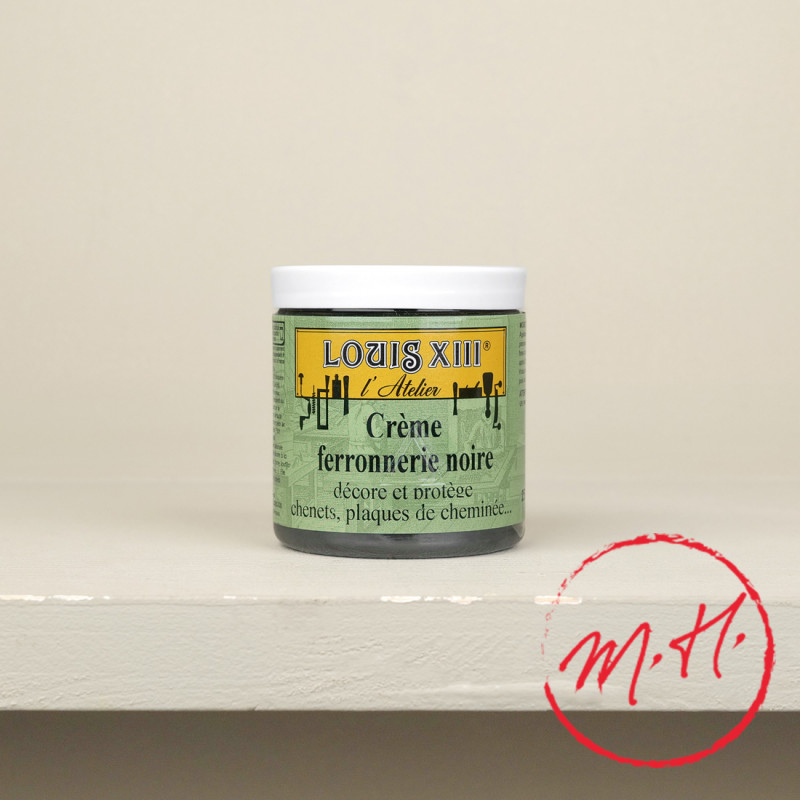 LOUIS XIII®
l'Atelier
Crème
ferronnerie noire
décore et protège
chenets, plaques de cheminée...
M.H.